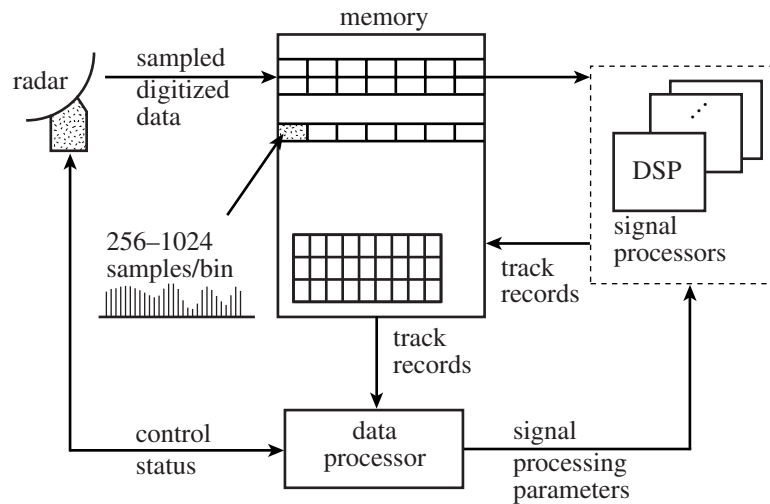 memory
radar
sampled
digitized
data
DSP
signal
processors
256–1024
samples/bin
track
records
track
records
control
status
data
processor
signal
processing
parameters